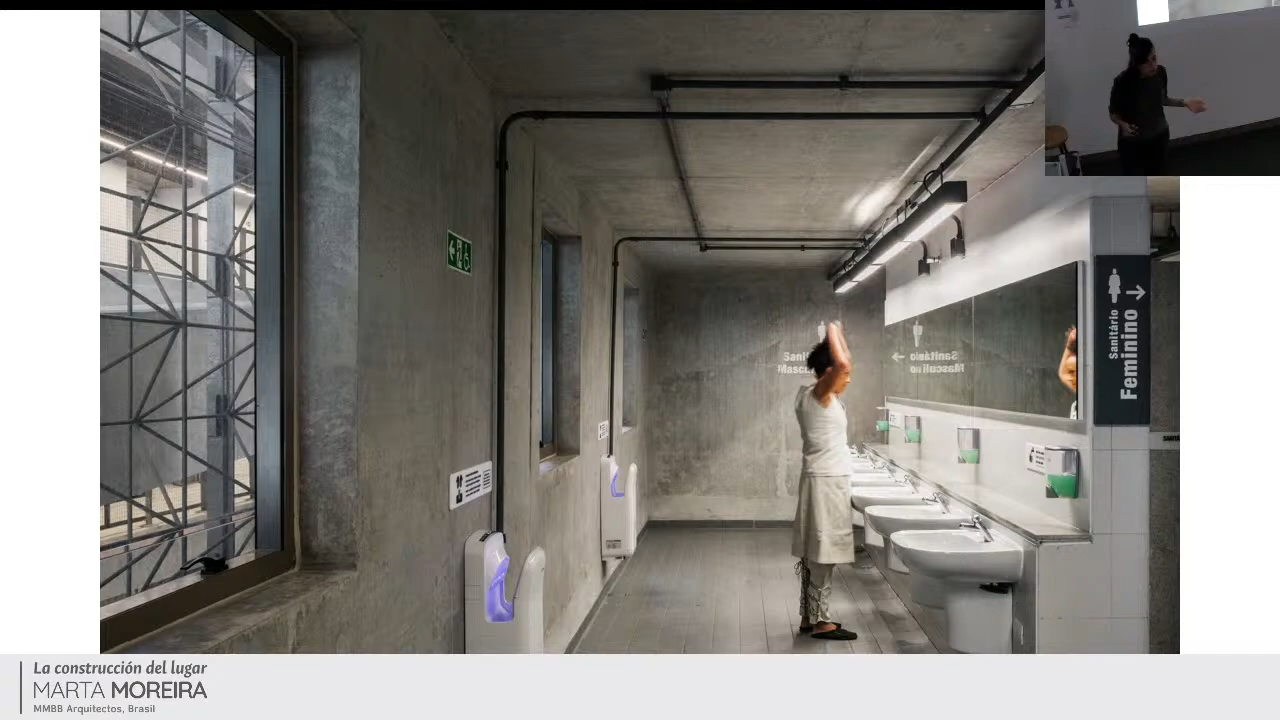 Sanitário
Feminino
Sanitário
Masculino
La construcción del lugar
MARTA MOREIRA
MMBB Arquitectos, Brasil